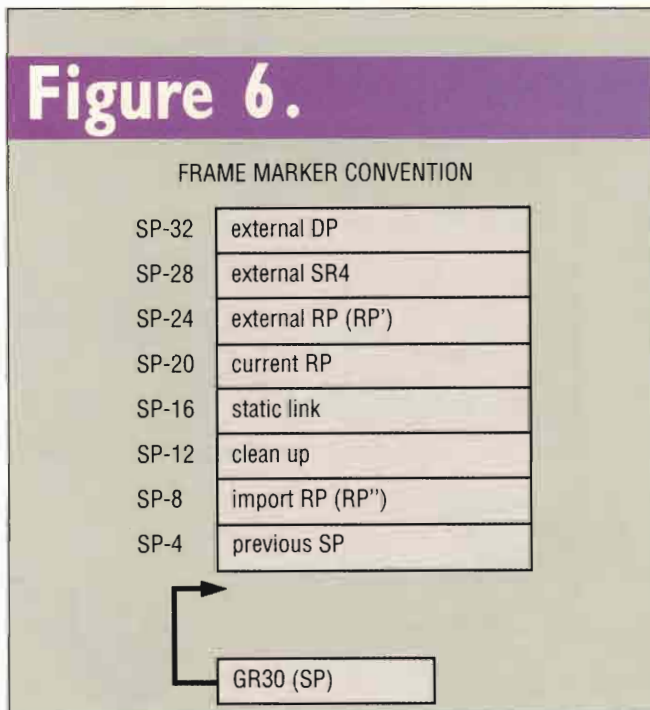 Figure 6.
FRAME MARKER CONVENTION
SP-32 external DP
SP-28 external SR4
SP-24 external RP (RP')
SP-20 current RP
SP-16 static link
SP-12 clean up
SP-8 import RP (RP'')
SP-4 previous SP
GR30 (SP)